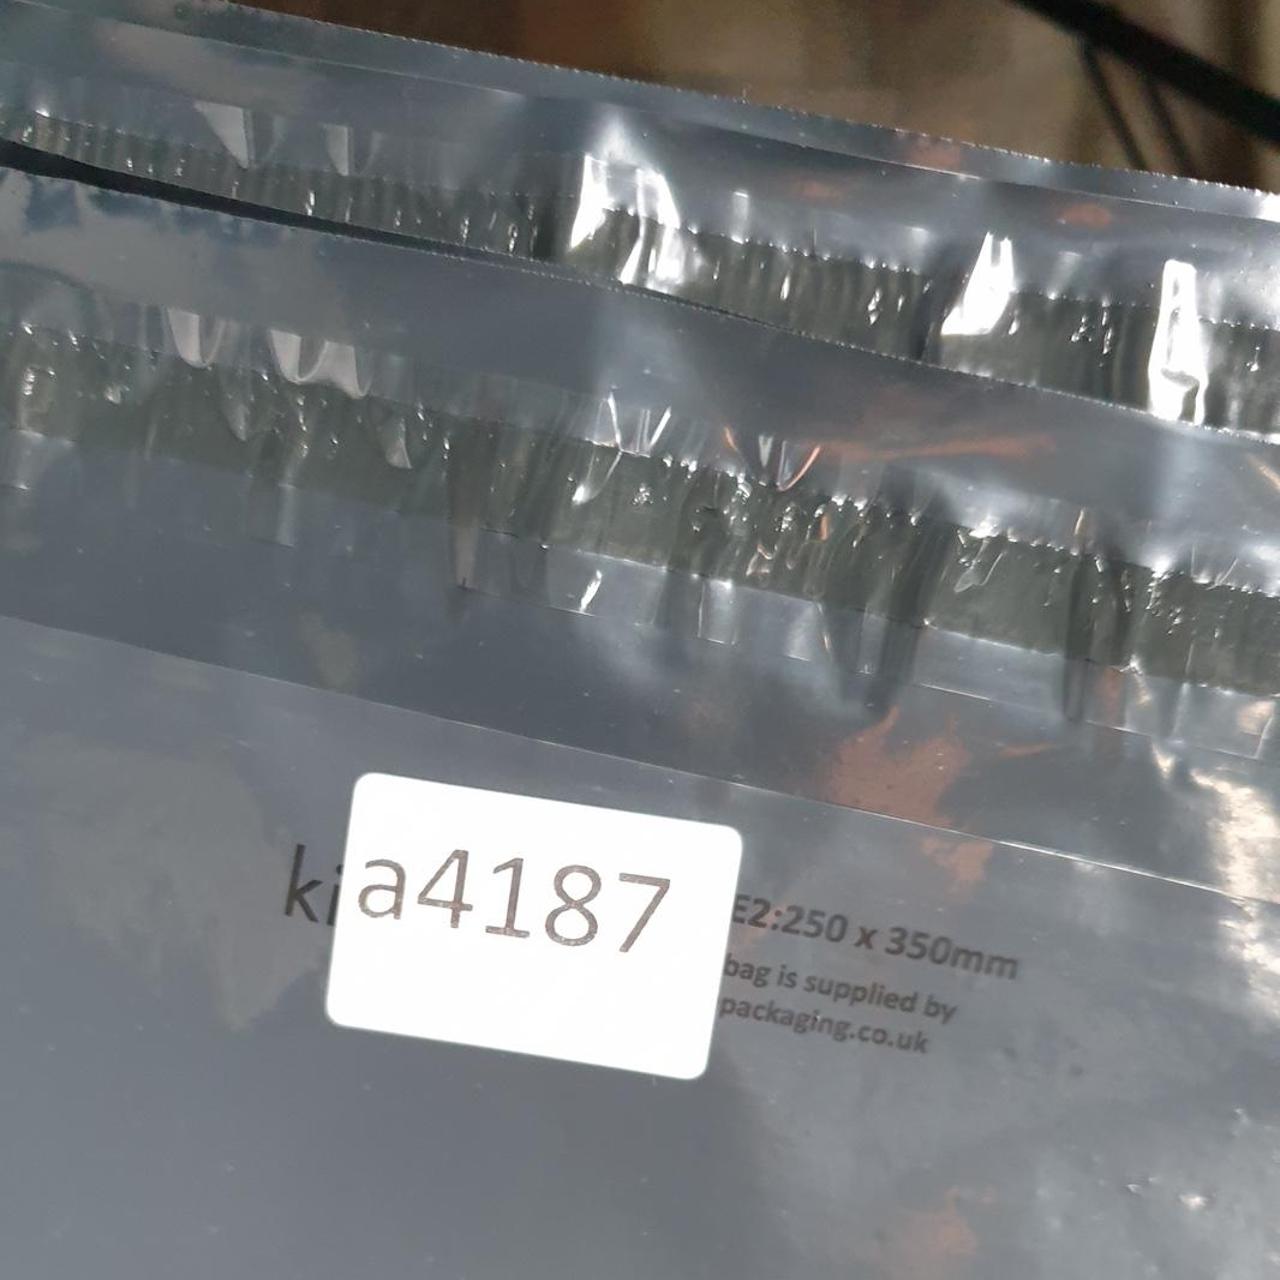 ki
a4187
E2:250 x 350mm
bag is supplied by
packaging.co.uk